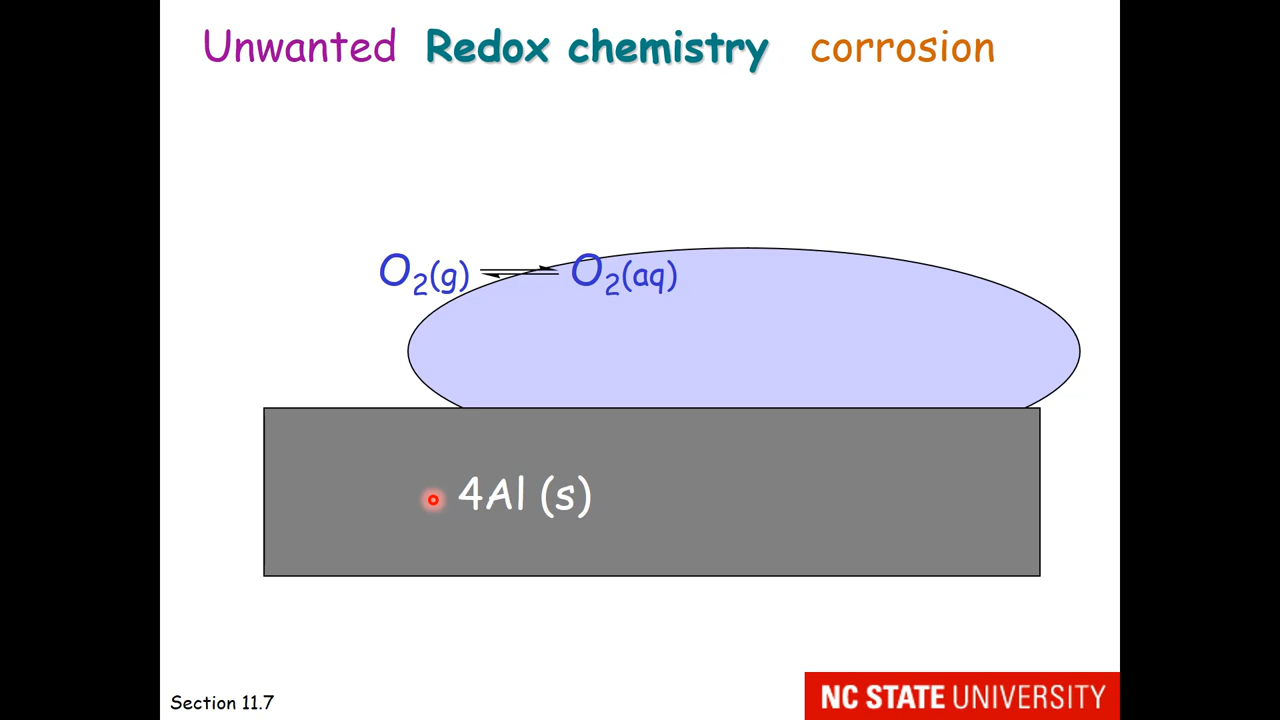 Unwanted Redox chemistry corrosion
O₂(g) ⇌ O₂(aq)
4Al (s)
Section 11.7
NC STATE UNIVERSITY